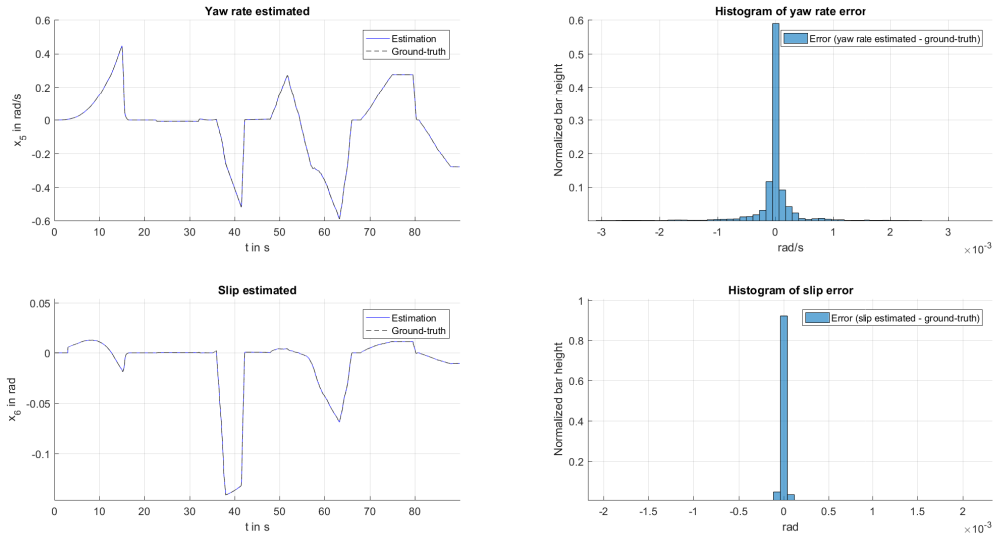 Yaw rate estimated
0.6
0.4
0.2
0
-0.2
-0.4
-0.6
x5 in rad/s
Estimation
Ground-truth
0 10 20 30 40 50 60 70 80
t in s
Histogram of yaw rate error
0.6
0.5
0.4
0.3
0.2
0.1
Normalized bar height
Error (yaw rate estimated - ground-truth)
-3 -2 -1 0 1 2 3
×10-3
rad/s
Slip estimated
0.05
0
-0.05
-0.1
x6 in rad
Estimation
Ground-truth
0 10 20 30 40 50 60 70 80
t in s
Histogram of slip error
1
0.8
0.6
0.4
0.2
Normalized bar height
Error (slip estimated - ground-truth)
-2 -1.5 -1 -0.5 0 0.5 1 1.5 2
×10-3
rad